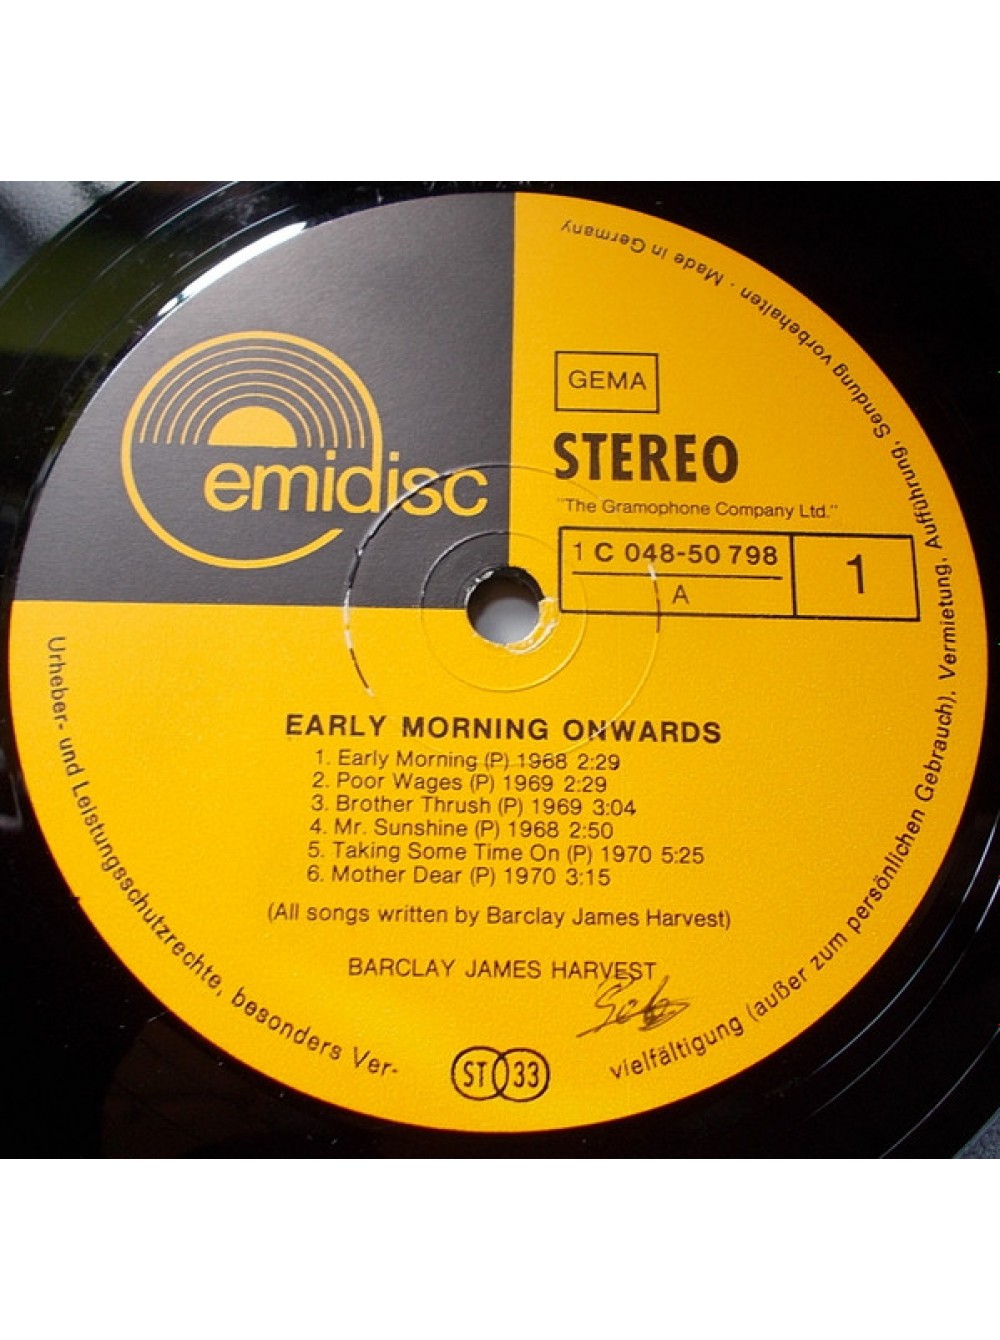 emidisc
GEMA
STEREO
"The Gramophone Company Ltd."
1 C 048-50 798
A
1
EARLY MORNING ONWARDS
1. Early Morning (P) 1968 2:29
2. Poor Wages (P) 1969 2:29
3. Brother Thrush (P) 1969 3:04
4. Mr. Sunshine (P) 1968 2:50
5. Taking Some Time On (P) 1970 5:25
6. Mother Dear (P) 1970 3:15
(All songs written by Barclay James Harvest)
BARCLAY JAMES HARVEST
ST 33
Urheber- und Leistungsschutzrechte, besonders Ver-
vielfältigung (außer zum persönlichen Gebrauch), Vermietung, Aufführung, Sendung vorbehalten · Made in Germany